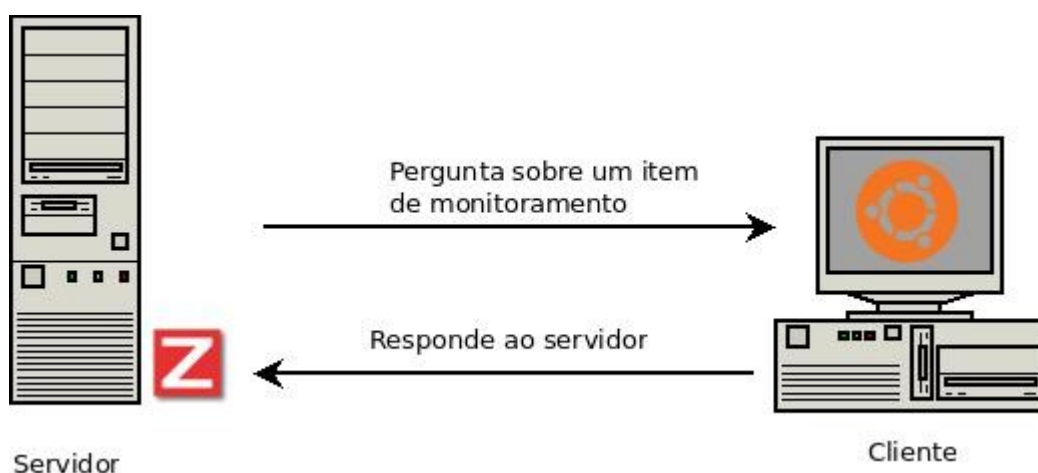 Pergunta sobre um item
de monitoramento
Responde ao servidor
Z
Servidor
Cliente